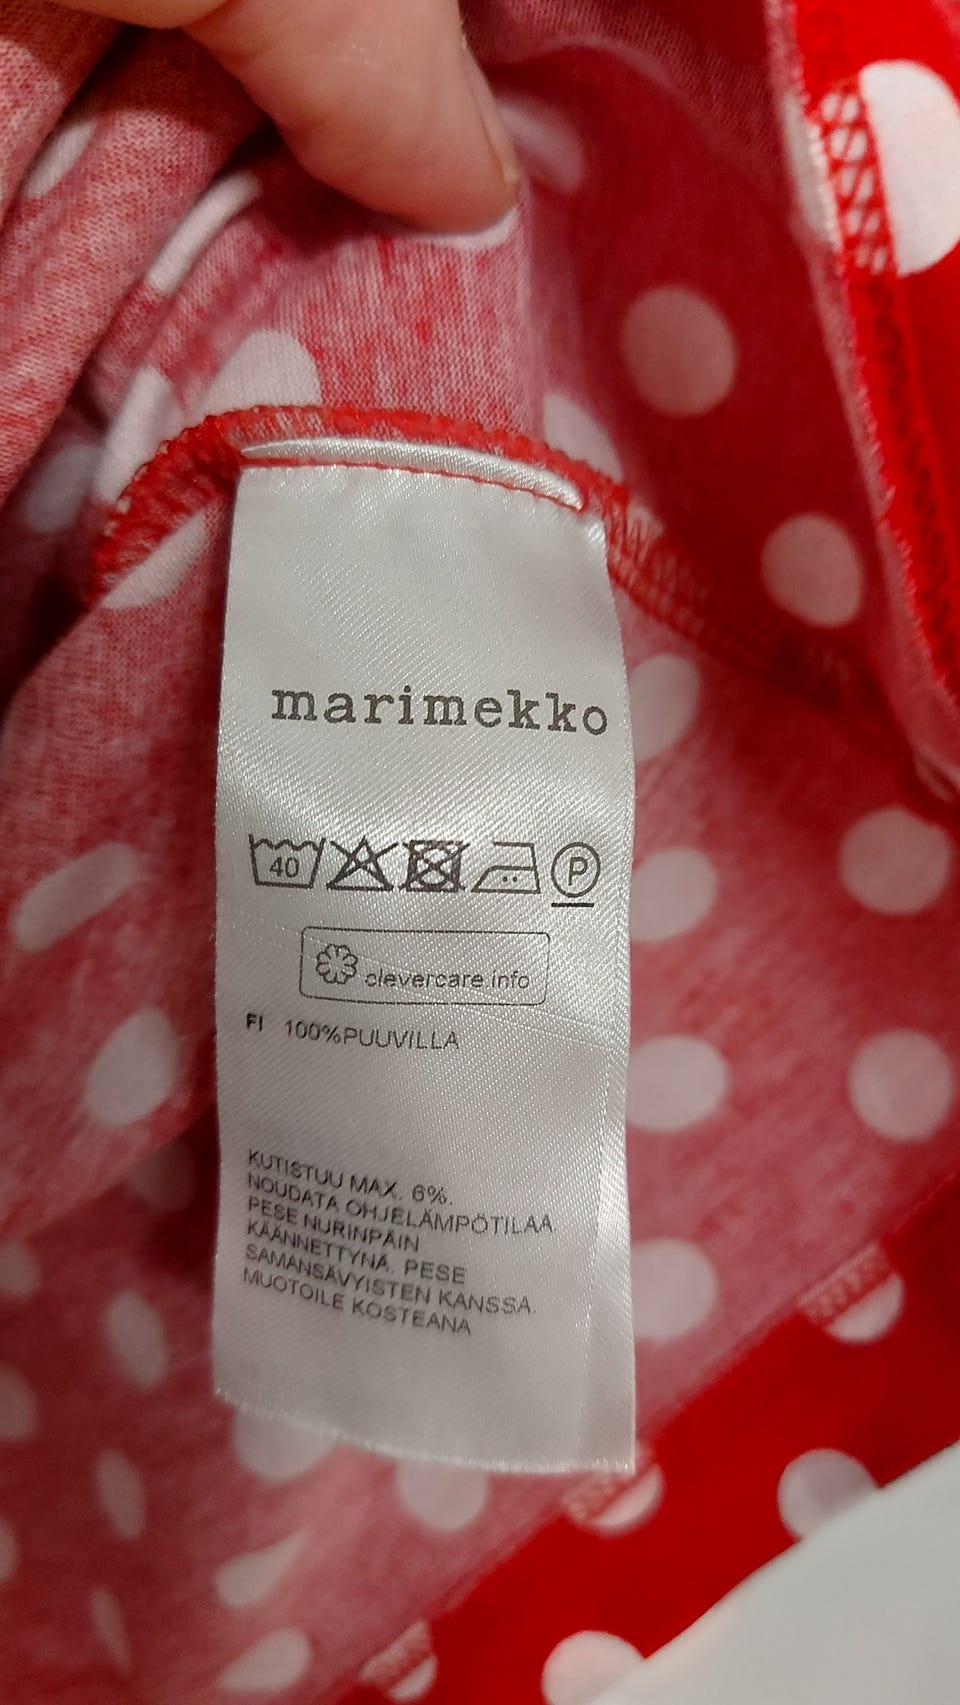 marimekko
40 P
clevercare.info
FI 100%PUUVILLA
KUTISTUU MAX. 6%.
NOUDATA OHJELÄMPÖTILAA.
PESE NURINPÄIN
KÄÄNNETTYNÄ. PESE
SAMANSÄVYISTEN KANSSA.
MUOTOILE KOSTEANA